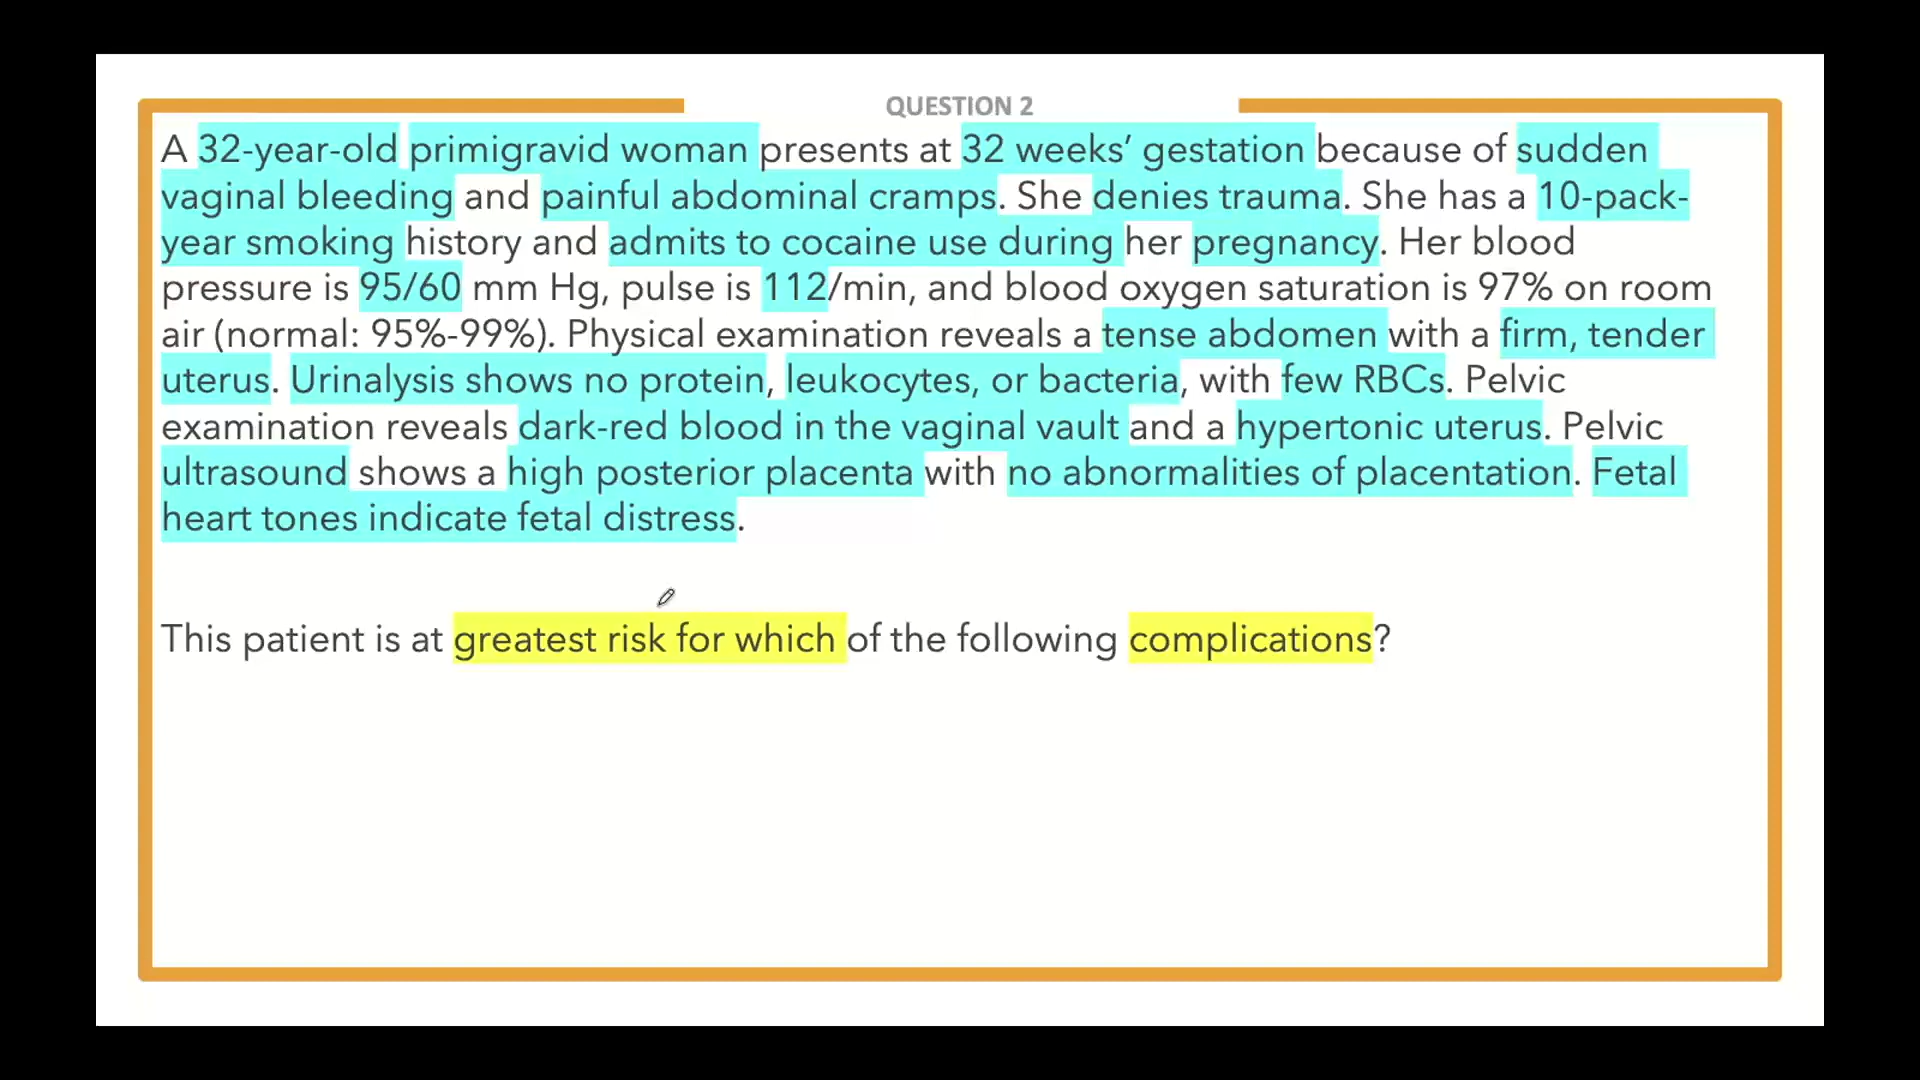 QUESTION 2
A 32-year-old primigravid woman presents at 32 weeks’ gestation because of sudden
vaginal bleeding and painful abdominal cramps. She denies trauma. She has a 10-pack-
year smoking history and admits to cocaine use during her pregnancy. Her blood
pressure is 95/60 mm Hg, pulse is 112/min, and blood oxygen saturation is 97% on room
air (normal: 95%-99%). Physical examination reveals a tense abdomen with a firm, tender
uterus. Urinalysis shows no protein, leukocytes, or bacteria, with few RBCs. Pelvic
examination reveals dark-red blood in the vaginal vault and a hypertonic uterus. Pelvic
ultrasound shows a high posterior placenta with no abnormalities of placentation. Fetal
heart tones indicate fetal distress.
This patient is at greatest risk for which of the following complications?